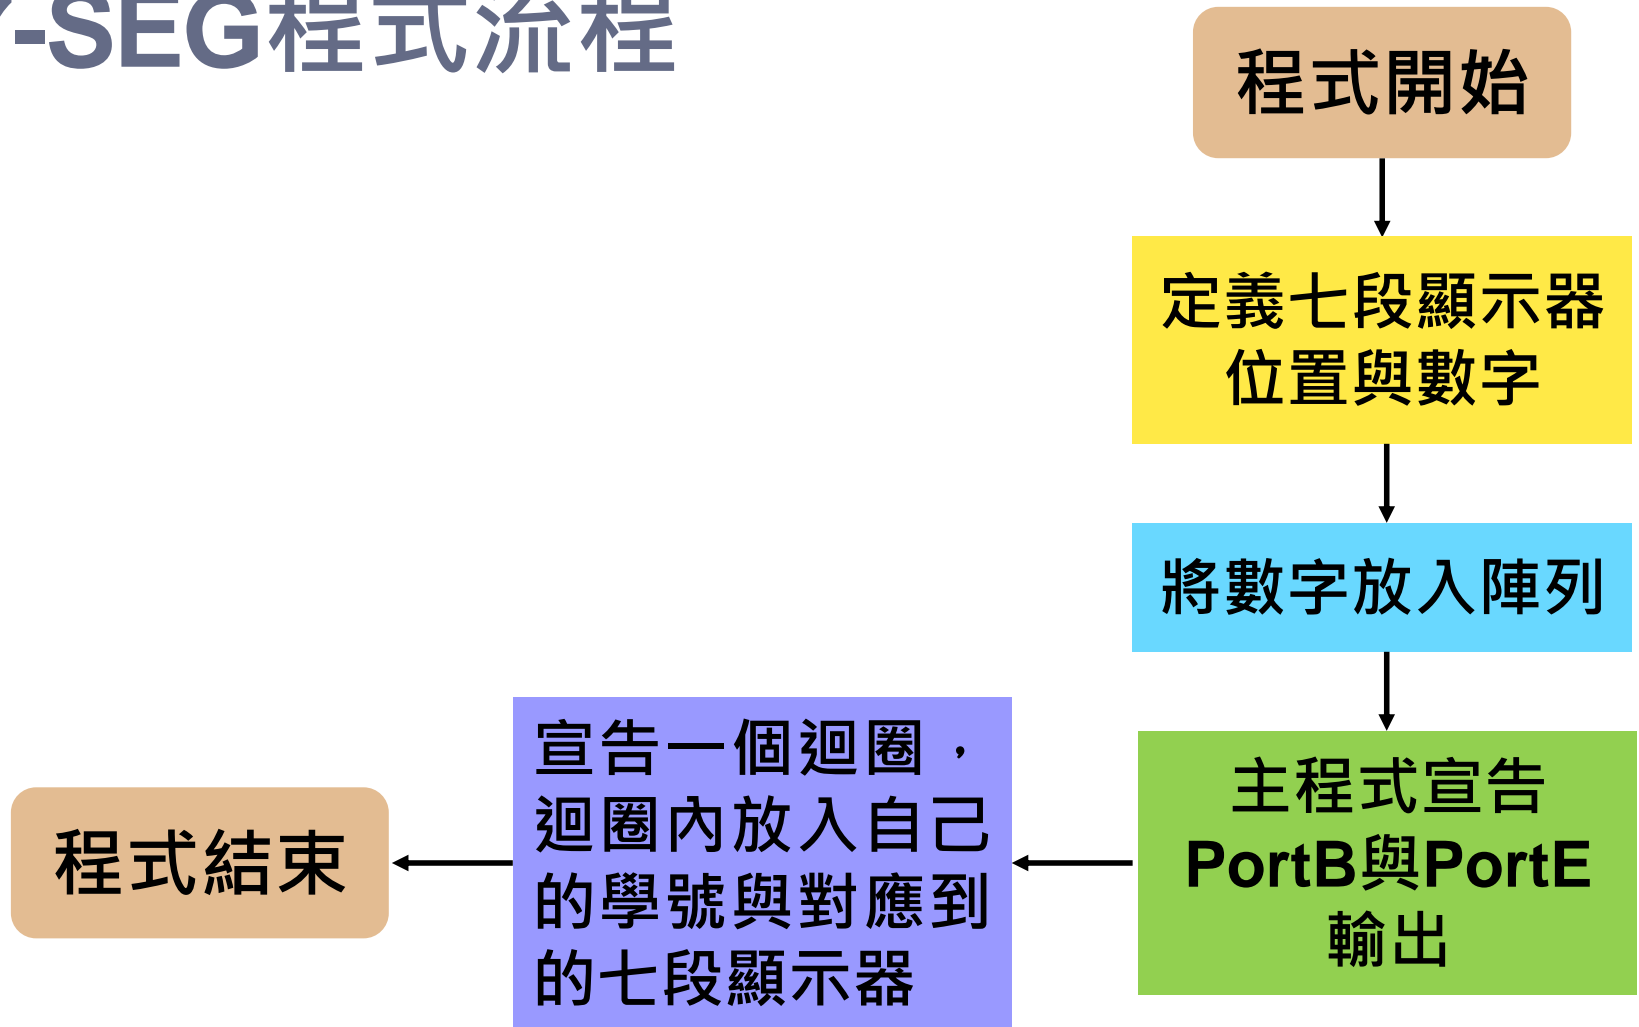 -SEG程式流程
程式開始
定義七段顯示器
位置與數字
將數字放入陣列
主程式宣告
PortB與PortE
輸出
宣告一個迴圈，
迴圈內放入自己
的學號與對應到
的七段顯示器
程式結束